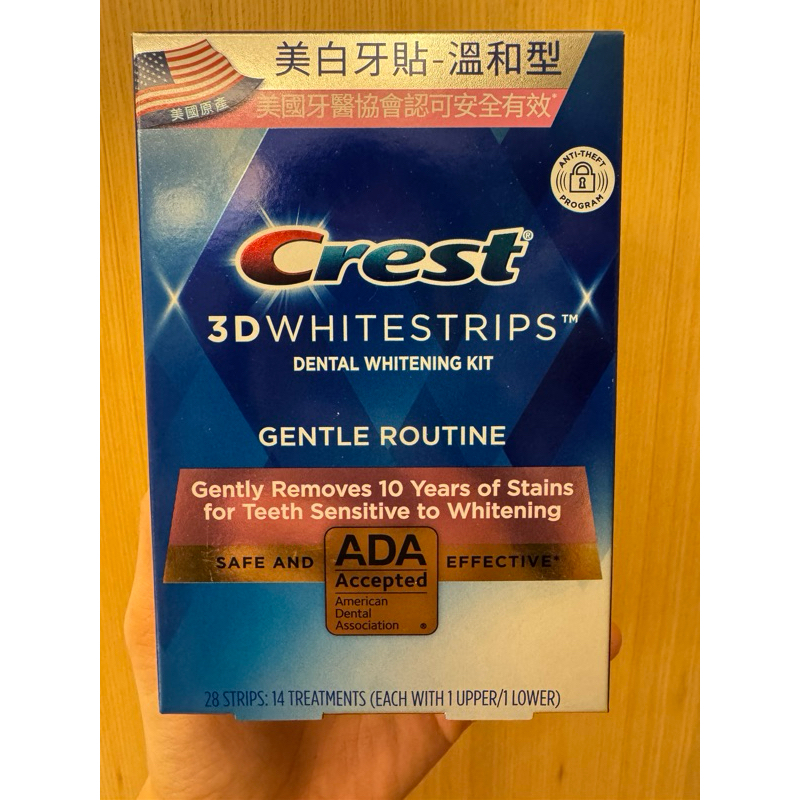 美白牙貼-溫和型
美國原產
美國牙醫協會認可安全有效*
ANTI-THEFT
PROGRAM
Crest®
3DWHITESTRIPS™
DENTAL WHITENING KIT
GENTLE ROUTINE
Gently Removes 10 Years of Stains
for Teeth Sensitive to Whitening
SAFE AND
ADA
Accepted
American
Dental
Association ®
EFFECTIVE*
28 STRIPS: 14 TREATMENTS (EACH WITH 1 UPPER/1 LOWER)